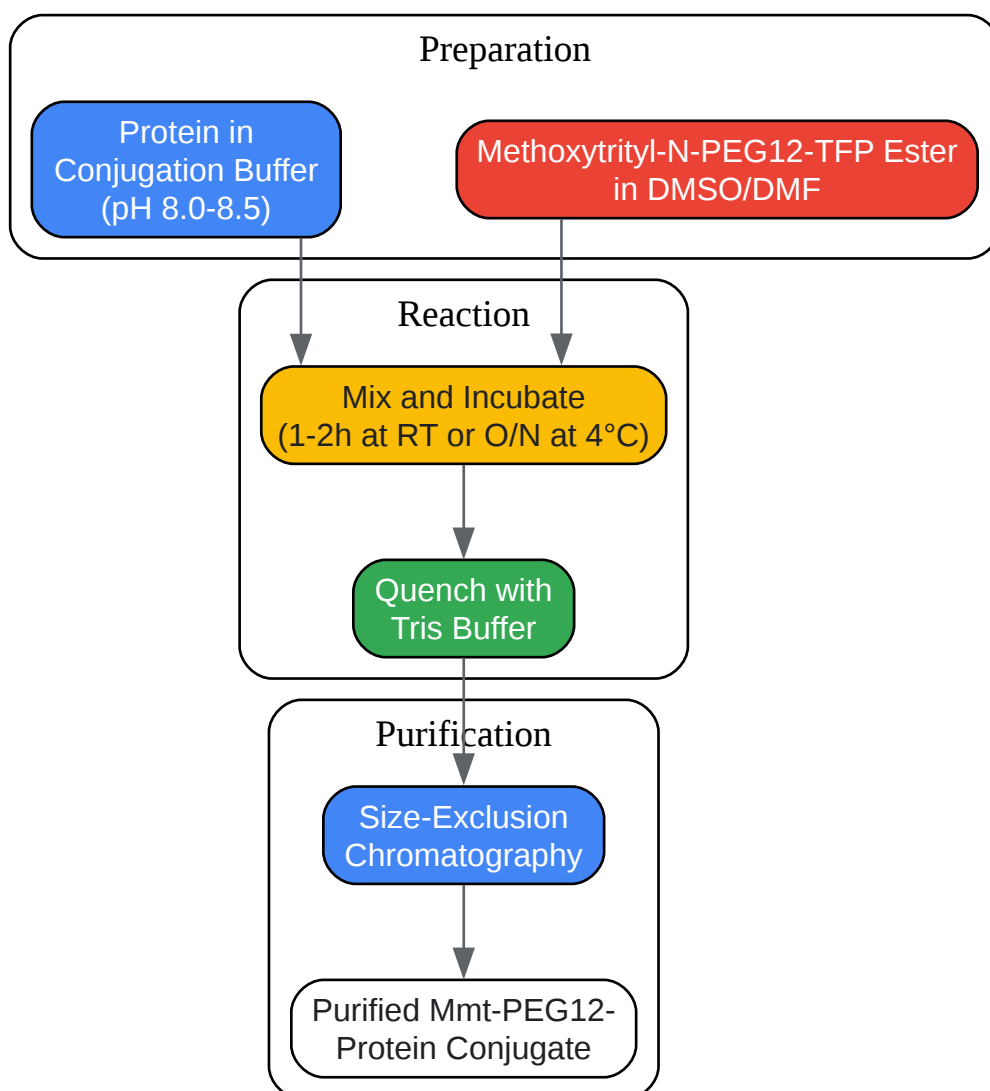 Preparation
Protein in
Conjugation Buffer
(pH 8.0-8.5)
Methoxytrityl-N-PEG12-TFP Ester
in DMSO/DMF
Reaction
Mix and Incubate
(1-2h at RT or O/N at 4°C)
Quench with
Tris Buffer
Purification
Size-Exclusion
Chromatography
Purified Mmt-PEG12-
Protein Conjugate